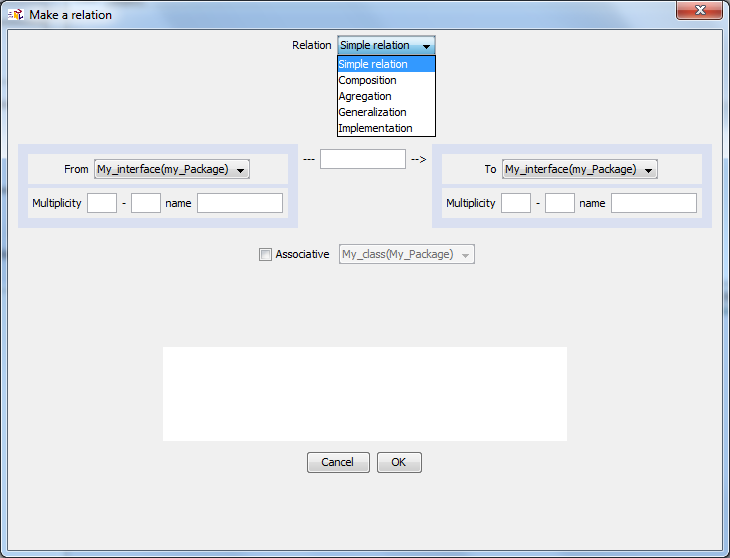 Make a relation
Relation Simple relation
Simple relation
Composition
Agregation
Generalization
Implementation
From My_interface(my_Package)
--- -->
To My_interface(my_Package)
Multiplicity - name
Multiplicity - name
Associative My_class(My_Package)
Cancel OK